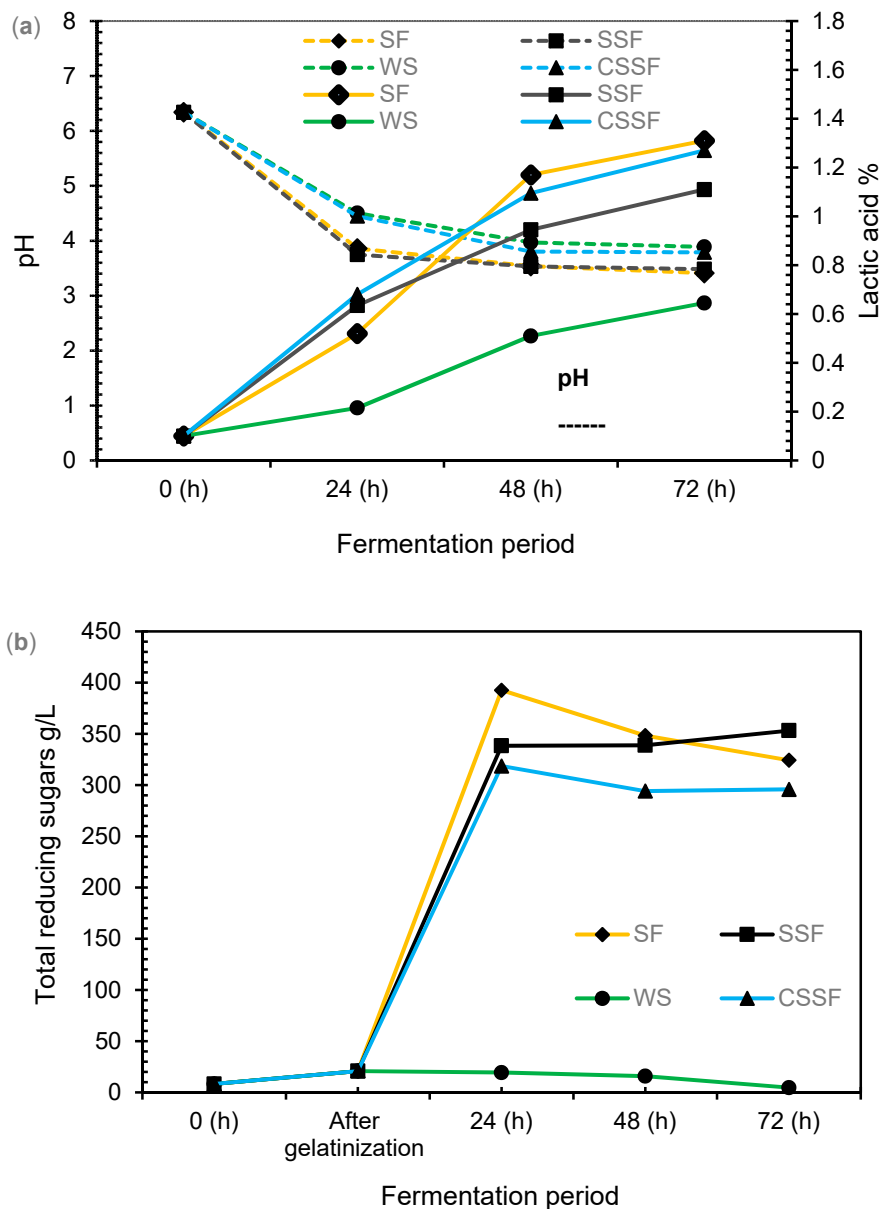 (a)
SF SSF
WS CSSF
SF SSF
WS CSSF
pH
8
7
6
5
4
3
2
1
0
Lactic acid %
1.8
1.6
1.4
1.2
1
0.8
0.6
0.4
0.2
0
pH
0 (h) 24 (h) 48 (h) 72 (h)
Fermentation period
(b)
Total reducing sugars g/L
450
400
350
300
250
200
150
100
50
0
SF SSF
WS CSSF
0 (h) After 24 (h) 48 (h) 72 (h)
gelatinization
Fermentation period